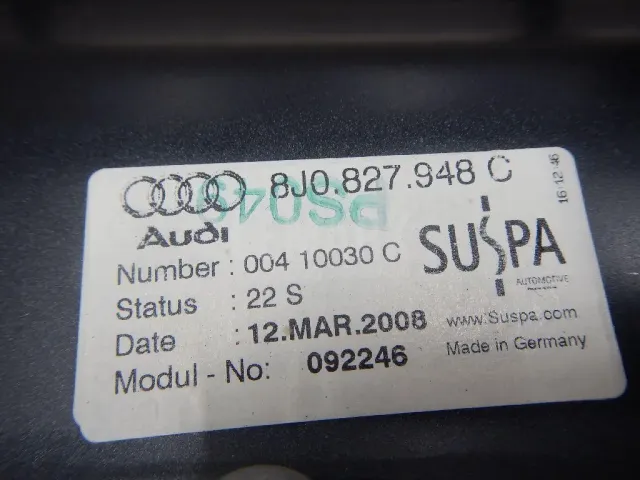 8J0.827.948 C
Audi
Number : 004 10030 C
Status : 22 S
Date : 12.MAR.2008
Modul - No: 092246
SUSPA
AUTOMOTIVE
www.Suspa.com
Made in Germany
16:12:46